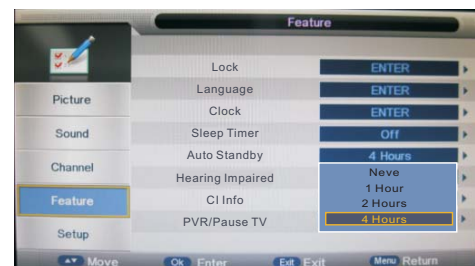 Feature
Lock ENTER
Language ENTER
Clock ENTER
Sleep Timer Off
Auto Standby 4 Hours
Hearing Impaired
CI Info
PVR/Pause TV
Neve
1 Hour
2 Hours
4 Hours
Picture
Sound
Channel
Feature
Setup
Move Ok Enter Exit Exit Menu Return